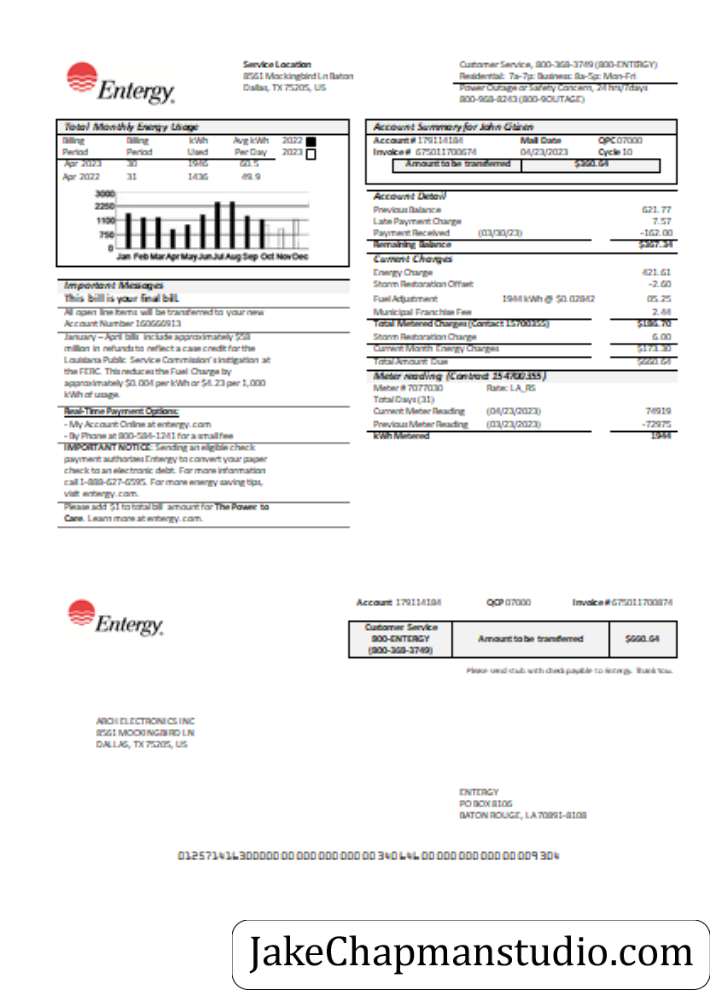 Entergy
Service Location
8561 Mockingbird Ln Baton
Dallas, TX 75205, US
Customer Service, 800-368-3749 (800-ENTERGY)
Residential: 7a-7p: Business: 8a-5p: Mon-Fri
Power Outage or Safety Concern, 24 hrs/7days
800-968-8243 (800-9OUTAGE)
Total Monthly Energy Usage
Billing Billing kWh Avg kWh 2022
Period Period Used Per Day 2023
Apr 2023 30 1946 60.5
Apr 2022 31 1436 49.9
3000
2250
1100
750
0
Jan Feb Mar Apr May Jun Jul Aug Sep Oct Nov Dec
Important Messages
This bill is your final bill.
All open line items will be transferred to your new
Account Number 160666913
January – April bills include approximately $58
million in refunds to reflect a case credit for the
Louisiana Public Service Commission's instigation at
the FERC. This reduces the Fuel Charge by
approximately $0.004 per kWh or $4.23 per 1,000
kWh of usage.
Real-Time Payment Options:
- My Account Online at entergy.com
- By Phone at 800-584-1241 for a small fee
IMPORTANT NOTICE: Sending an eligible check
payment authorizes Entergy to convert your paper
check to an electronic debt. For more information
call 1-888-627-6595. For more energy saving tips,
visit entergy.com.
Please add $1 to total bill amount for The Power to
Care. Learn more at entergy.com.
Account Summary for John Citizen
Account # 179114184 Mail Date QPC 07000
Invoice # 675011700674 04/23/2023 Cycle 10
Amount to be transferred $360.64
Account Detail
Previous Balance 621.77
Late Payment Charge 7.57
Payment Received (03/30/23) -162.00
Remaining Balance $367.34
Current Charges
Energy Charge 421.61
Storm Restoration Offset -2.60
Fuel Adjustment 1944 kWh @ $0.02842 05.25
Municipal Franchise Fee 2.44
Total Metered Charges (Contact 15700355) $186.70
Storm Restoration Charge 6.00
Current Month Energy Charges $173.30
Total Amount Due $660.64
Meter reading (Contract 154700355)
Meter # 7077030 Rate: LA_RS
Total Days (31)
Current Meter Reading (04/23/2023) 74919
Previous Meter Reading (03/23/2023) -72975
kWh Metered 1944
Entergy
Account 179114184 QCP 07000 Invoice # 675011700874
Customer Service
800-ENTERGY
(800-368-3749)
Amount to be transferred $660.64
Please send stub with check payable to Entergy. Thank You.
ARCH ELECTRONICS INC
8561 MOCKINGBIRD LN
DALLAS, TX 75205, US
ENTERGY
PO BOX 8106
BATON ROUGE, LA 70891-8108
JakeChapmanstudio.com